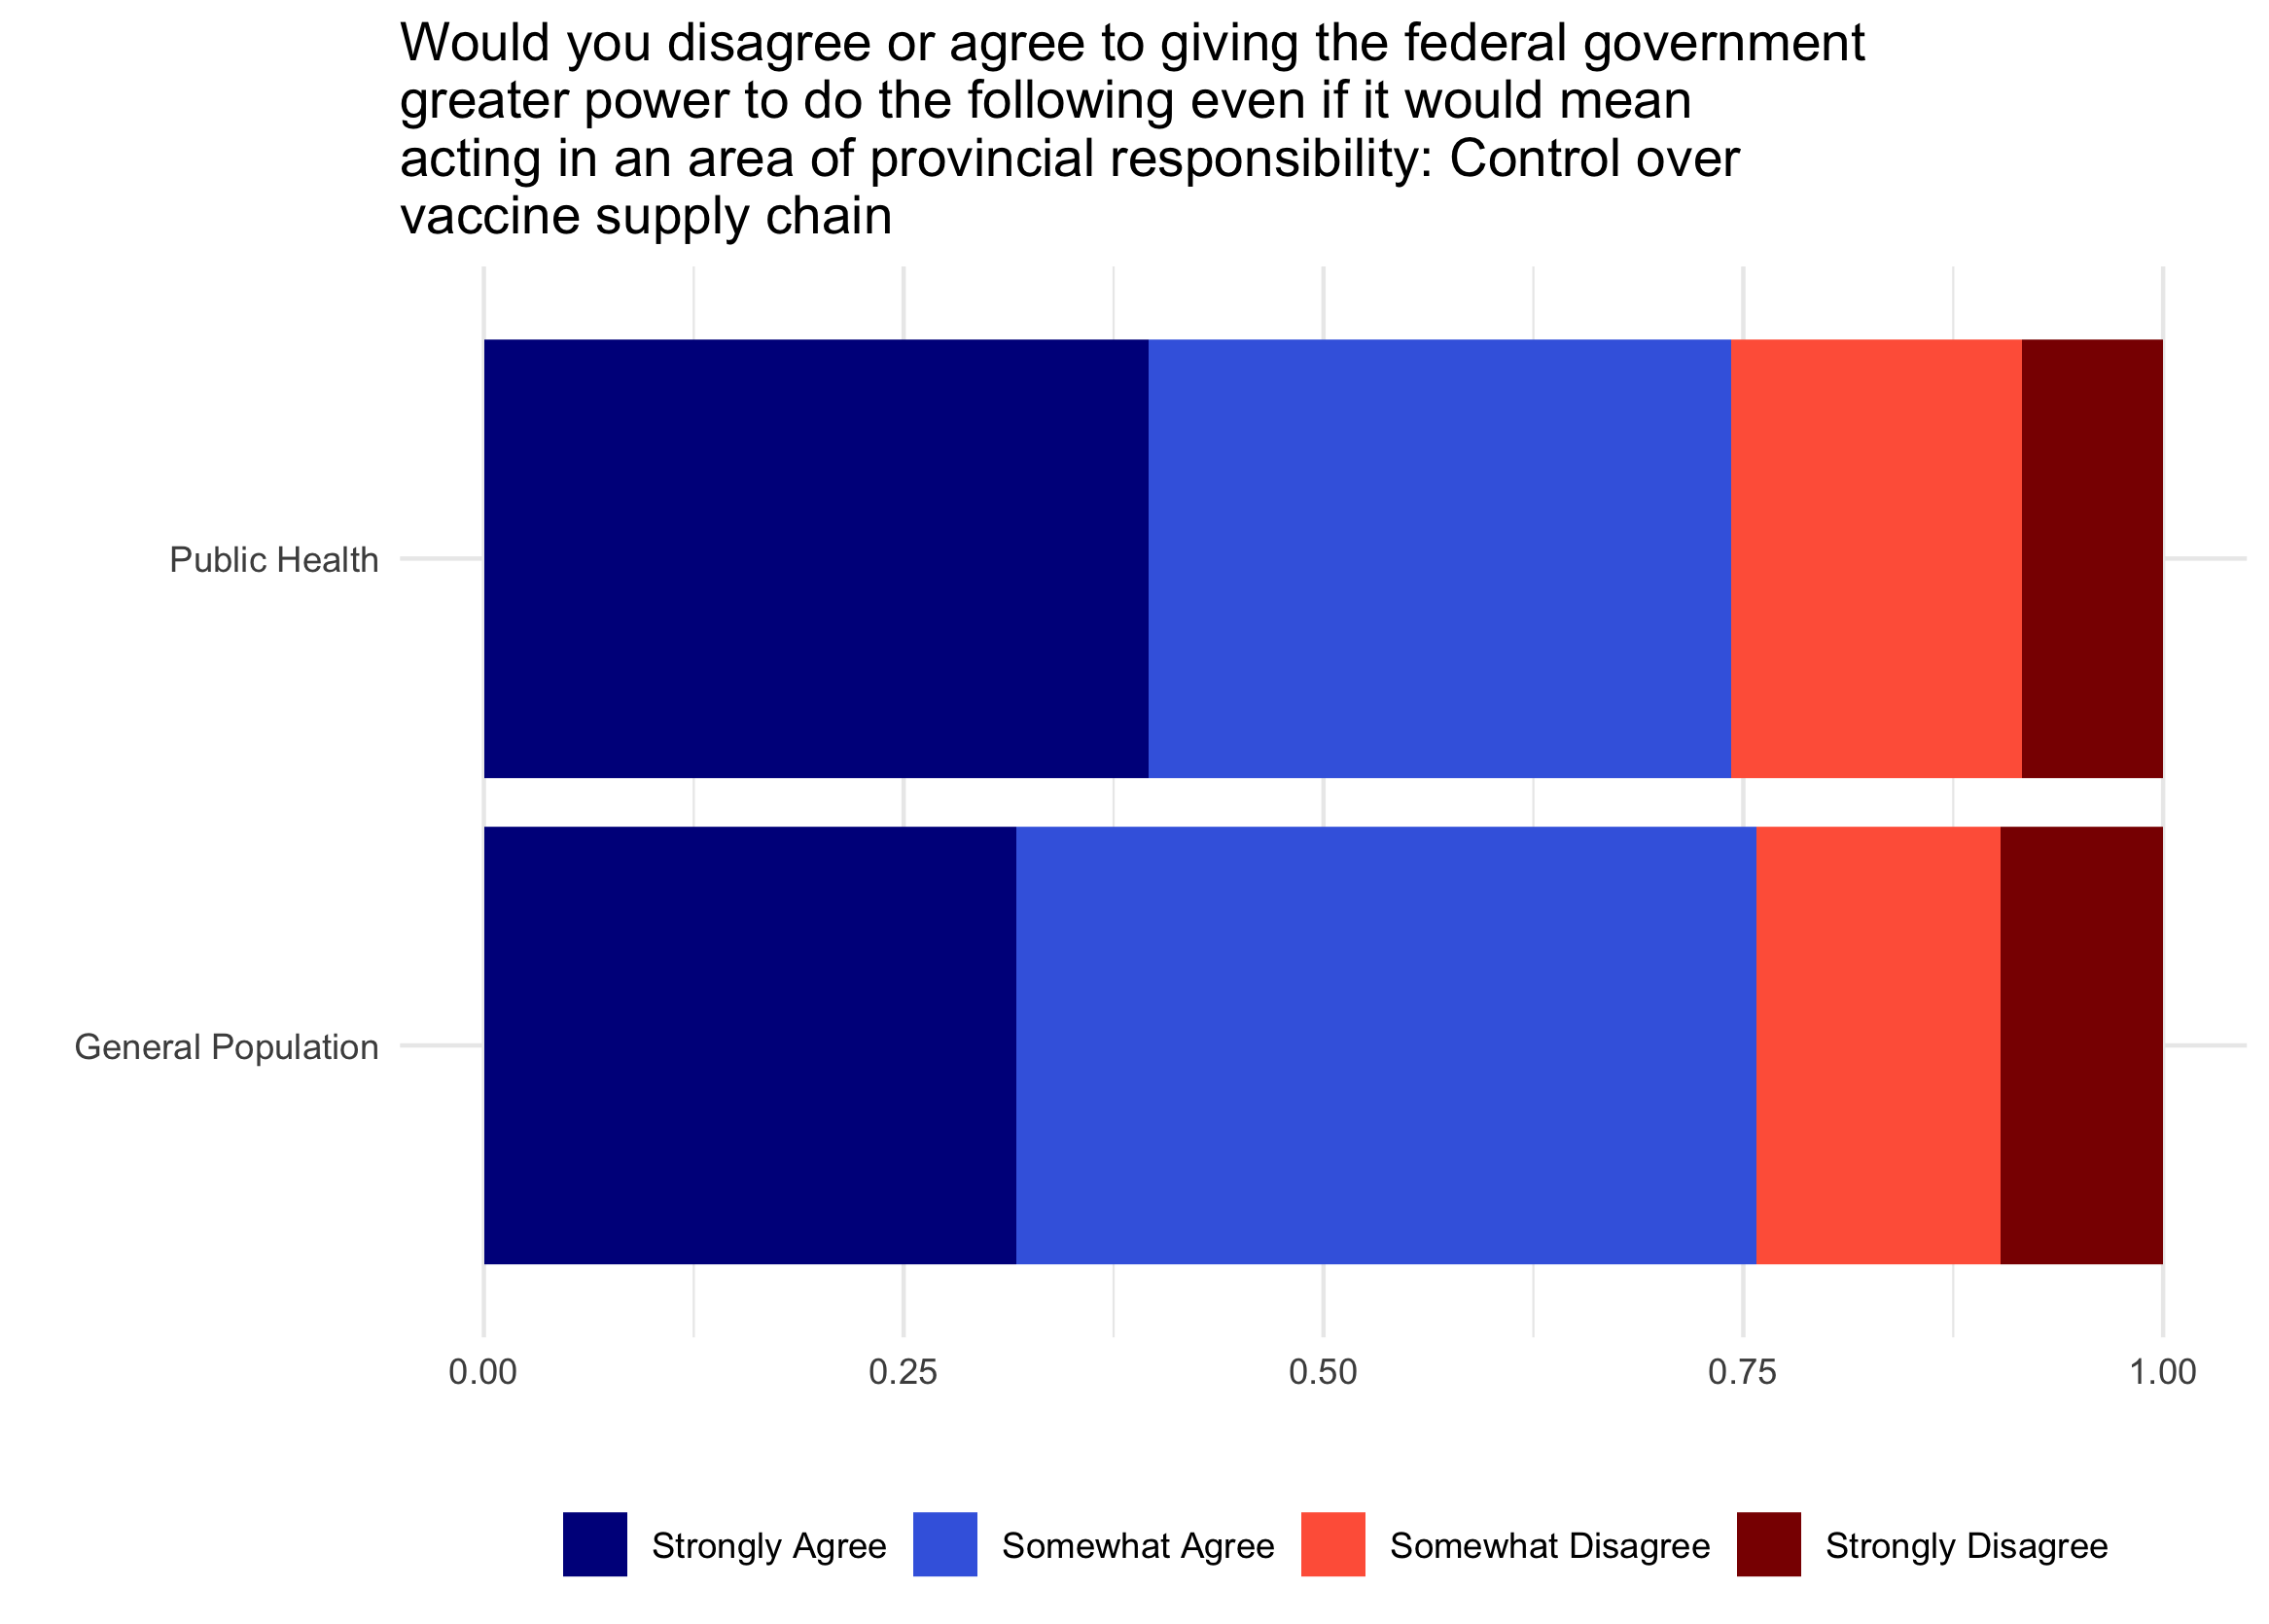 Would you disagree or agree to giving the federal government
greater power to do the following even if it would mean
acting in an area of provincial responsibility: Control over
vaccine supply chain
Public Health
General Population
0.00 0.25 0.50 0.75 1.00
Strongly Agree Somewhat Agree Somewhat Disagree Strongly Disagree